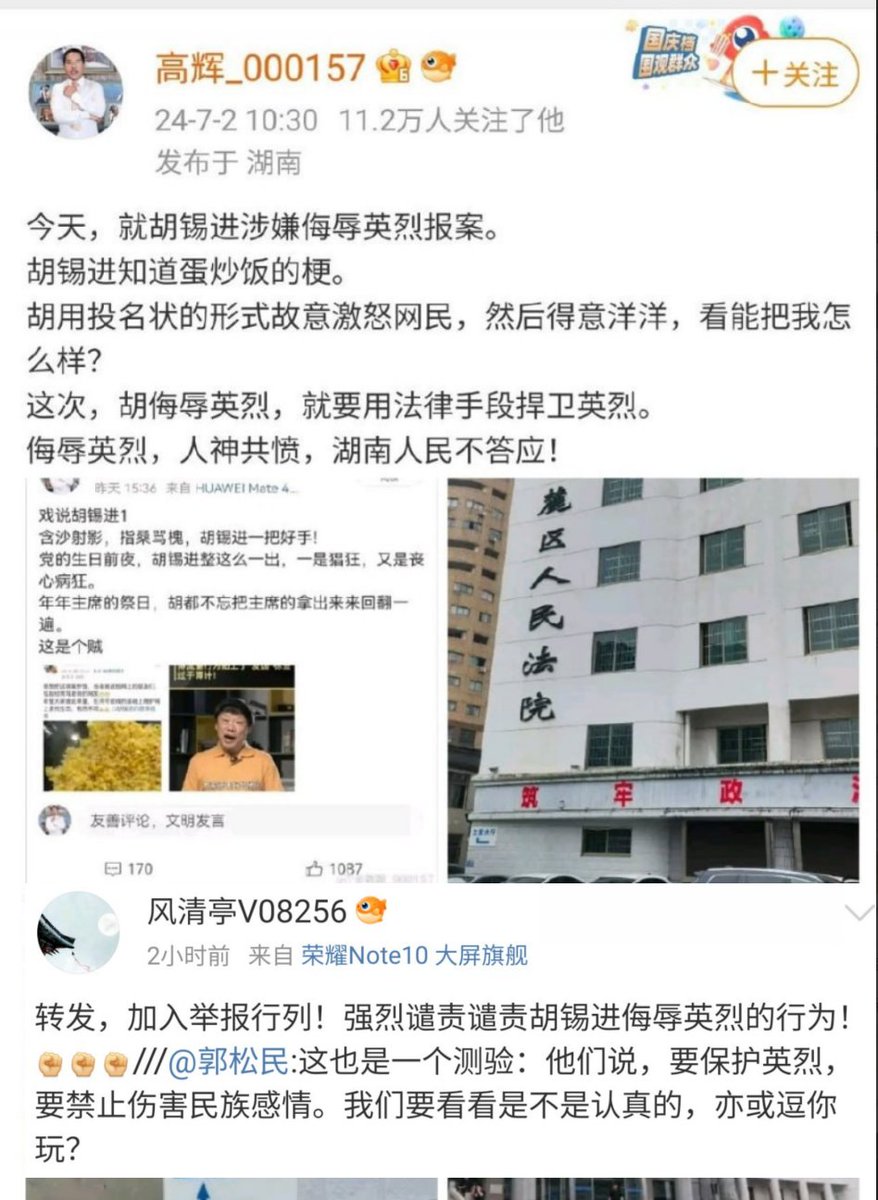 国庆档
围观群众
高辉_000157
＋关注
24-7-2 10:30 11.2万人关注了他
发布于 湖南
今天，就胡锡进涉嫌侮辱英烈报案。
胡锡进知道蛋炒饭的梗。
胡用投名状的形式故意激怒网民，然后得意洋洋，看能把我怎
么样？
这次，胡侮辱英烈，就要用法律手段捍卫英烈。
侮辱英烈，人神共愤，湖南人民不答应！
昨天 15:36 来自 HUAWEI Mate 4...
戏说胡锡进1
含沙射影，指桑骂槐，胡锡进一把好手！
党的生日前夜，胡锡进整这么一出，一是猖狂，又是丧
心病狂。
年年主席的祭日，胡都不忘把主席的拿出来来回翻一
遍。
这是个贼
友善评论，文明发言
170
1087
麓区人民法院
筑牢政
风清亭V08256
2小时前 来自 荣耀Note10 大屏旗舰
转发，加入举报行列！强烈谴责谴责胡锡进侮辱英烈的行为！
✊✊✊///@郭松民:这也是一个测验：他们说，要保护英烈，
要禁止伤害民族感情。我们要看看是不是认真的，亦或逗你
玩？